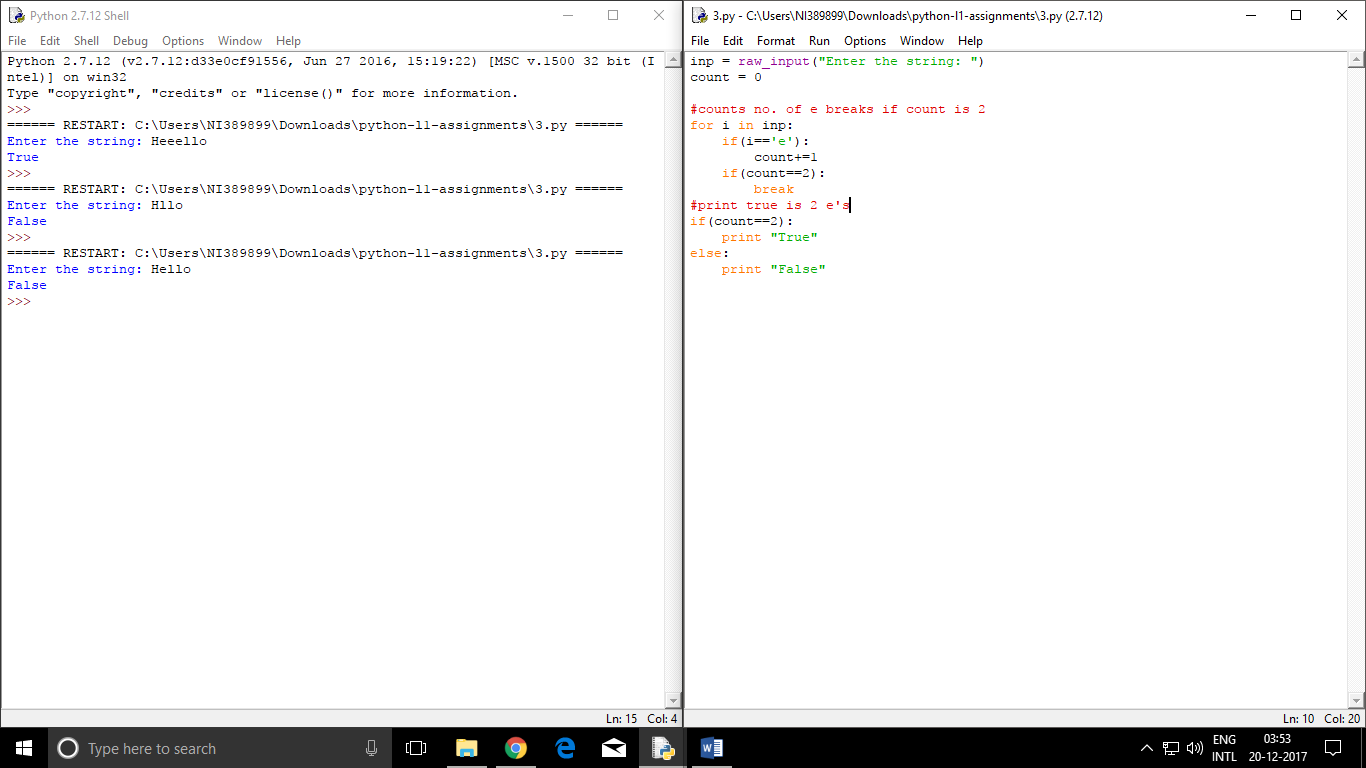 Python 2.7.12 Shell
File Edit Shell Debug Options Window Help
Python 2.7.12 (v2.7.12:d33e0cf91556, Jun 27 2016, 15:19:22) [MSC v.1500 32 bit (I
ntel)] on win32
Type "copyright", "credits" or "license()" for more information.
>>>
====== RESTART: C:\Users\NI389899\Downloads\python-l1-assignments\3.py ======
Enter the string: Heeello
True
>>>
====== RESTART: C:\Users\NI389899\Downloads\python-l1-assignments\3.py ======
Enter the string: Hllo
False
>>>
====== RESTART: C:\Users\NI389899\Downloads\python-l1-assignments\3.py ======
Enter the string: Hello
False
>>>
Ln: 15 Col: 4
3.py - C:\Users\NI389899\Downloads\python-l1-assignments\3.py (2.7.12)
File Edit Format Run Options Window Help
inp = raw_input("Enter the string: ")
count = 0
#counts no. of e breaks if count is 2
for i in inp:
    if(i=='e'):
        count+=1
    if(count==2):
        break
#print true is 2 e's
if(count==2):
    print "True"
else:
    print "False"
Ln: 10 Col: 20
Type here to search
ENG
INTL
03:53
20-12-2017